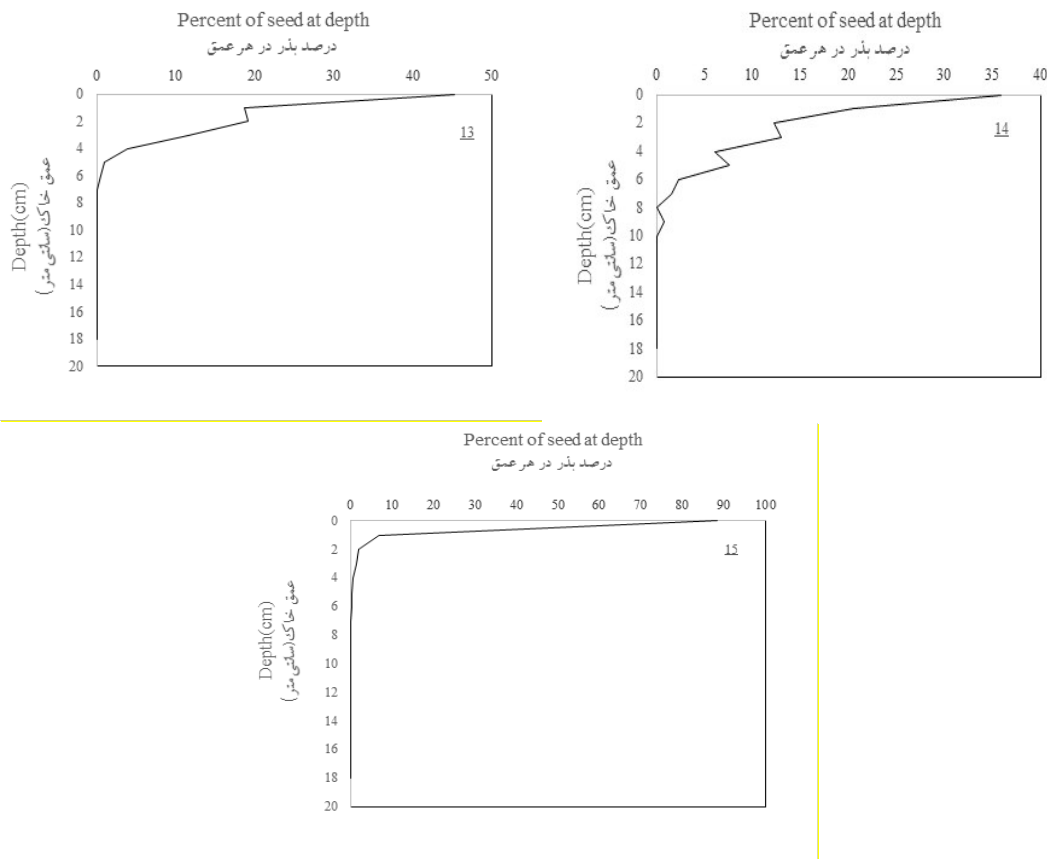 Percent of seed at depth
درصد بذر در هر عمق
0 10 20 30 40 50
0
2
4
6
8
10
12
14
16
18
20
13
Depth(cm)
عمق خاک(سانتی متر)
Percent of seed at depth
درصد بذر در هر عمق
0 5 10 15 20 25 30 35 40
0
2
4
6
8
10
12
14
16
18
20
14
Depth(cm)
عمق خاک(سانتی متر)
Percent of seed at depth
درصد بذر در هر عمق
0 10 20 30 40 50 60 70 80 90 100
0
2
4
6
8
10
12
14
16
18
20
15
Depth(cm)
عمق خاک(سانتی متر)